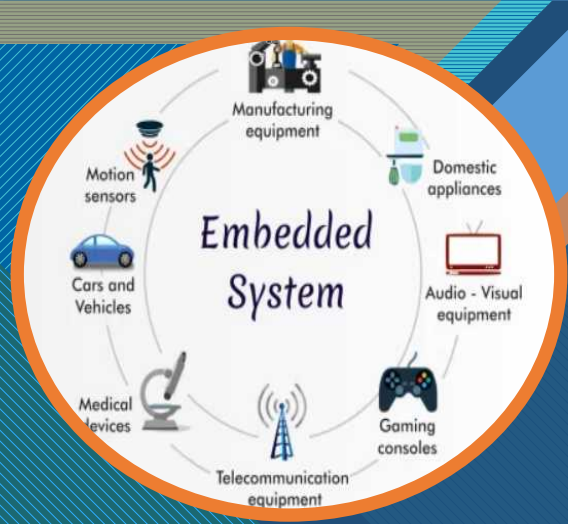 Manufacturing
equipment
Motion
sensors
Domestic
appliances
Embedded
System
Cars and
Vehicles
Audio - Visual
equipment
Medical
devices
Gaming
consoles
Telecommunication
equipment